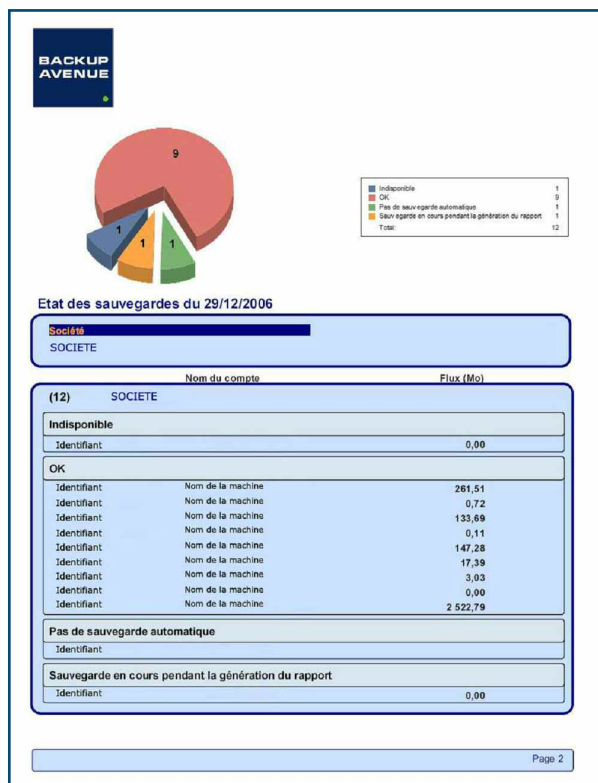 BACKUP
AVENUE
9
1
1
1
Indisponible 1
OK 9
Pas de sauvegarde automatique 1
Sauvegarde en cours pendant la génération du rapport 1
Total: 12
Etat des sauvegardes du 29/12/2006
Société
SOCIETE
Nom du compte Flux (Mo)
(12) SOCIETE
Indisponible
Identifiant 0,00
OK
Identifiant Nom de la machine 261,51
Identifiant Nom de la machine 0,72
Identifiant Nom de la machine 133,69
Identifiant Nom de la machine 0,11
Identifiant Nom de la machine 147,28
Identifiant Nom de la machine 17,39
Identifiant Nom de la machine 3,03
Identifiant Nom de la machine 0,00
Identifiant Nom de la machine 2 522,79
Pas de sauvegarde automatique
Identifiant
Sauvegarde en cours pendant la génération du rapport
Identifiant 0,00
Page 2